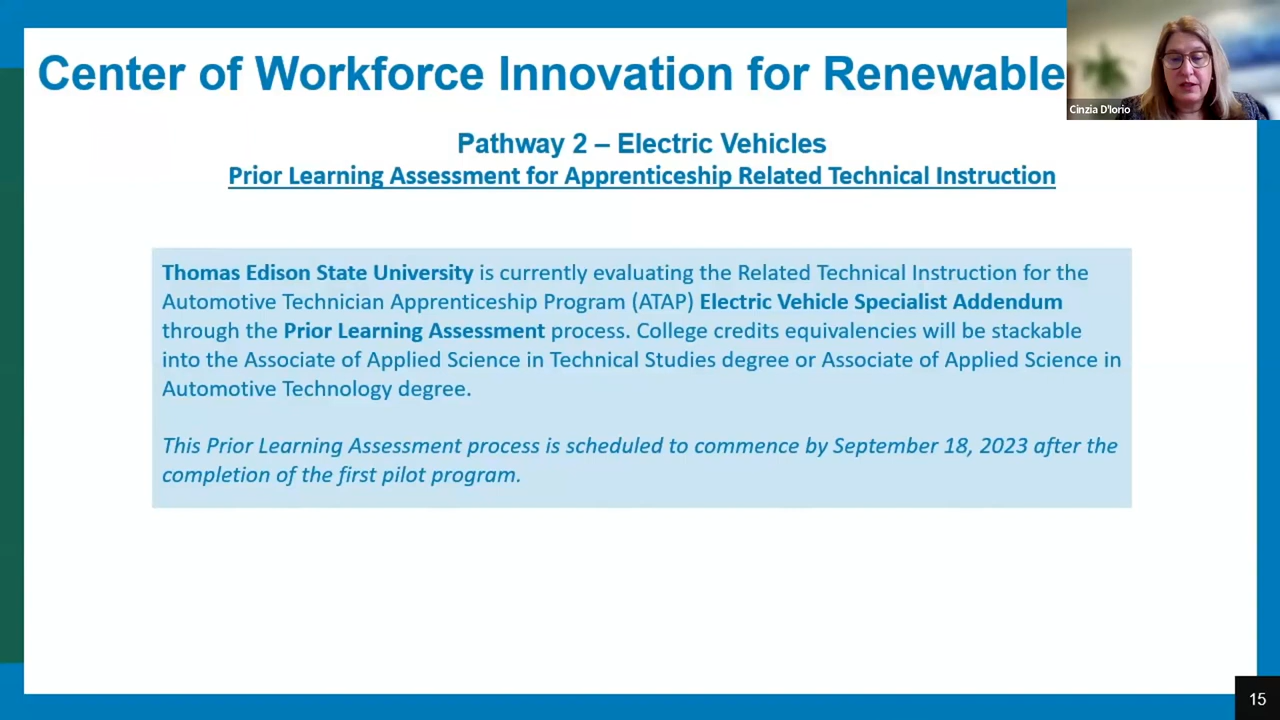 Center of Workforce Innovation for Renewable
Cinzia D'Iorio
Pathway 2 – Electric Vehicles
Prior Learning Assessment for Apprenticeship Related Technical Instruction
Thomas Edison State University is currently evaluating the Related Technical Instruction for the
Automotive Technician Apprenticeship Program (ATAP) Electric Vehicle Specialist Addendum
through the Prior Learning Assessment process. College credits equivalencies will be stackable
into the Associate of Applied Science in Technical Studies degree or Associate of Applied Science in
Automotive Technology degree.
This Prior Learning Assessment process is scheduled to commence by September 18, 2023 after the
completion of the first pilot program.
15